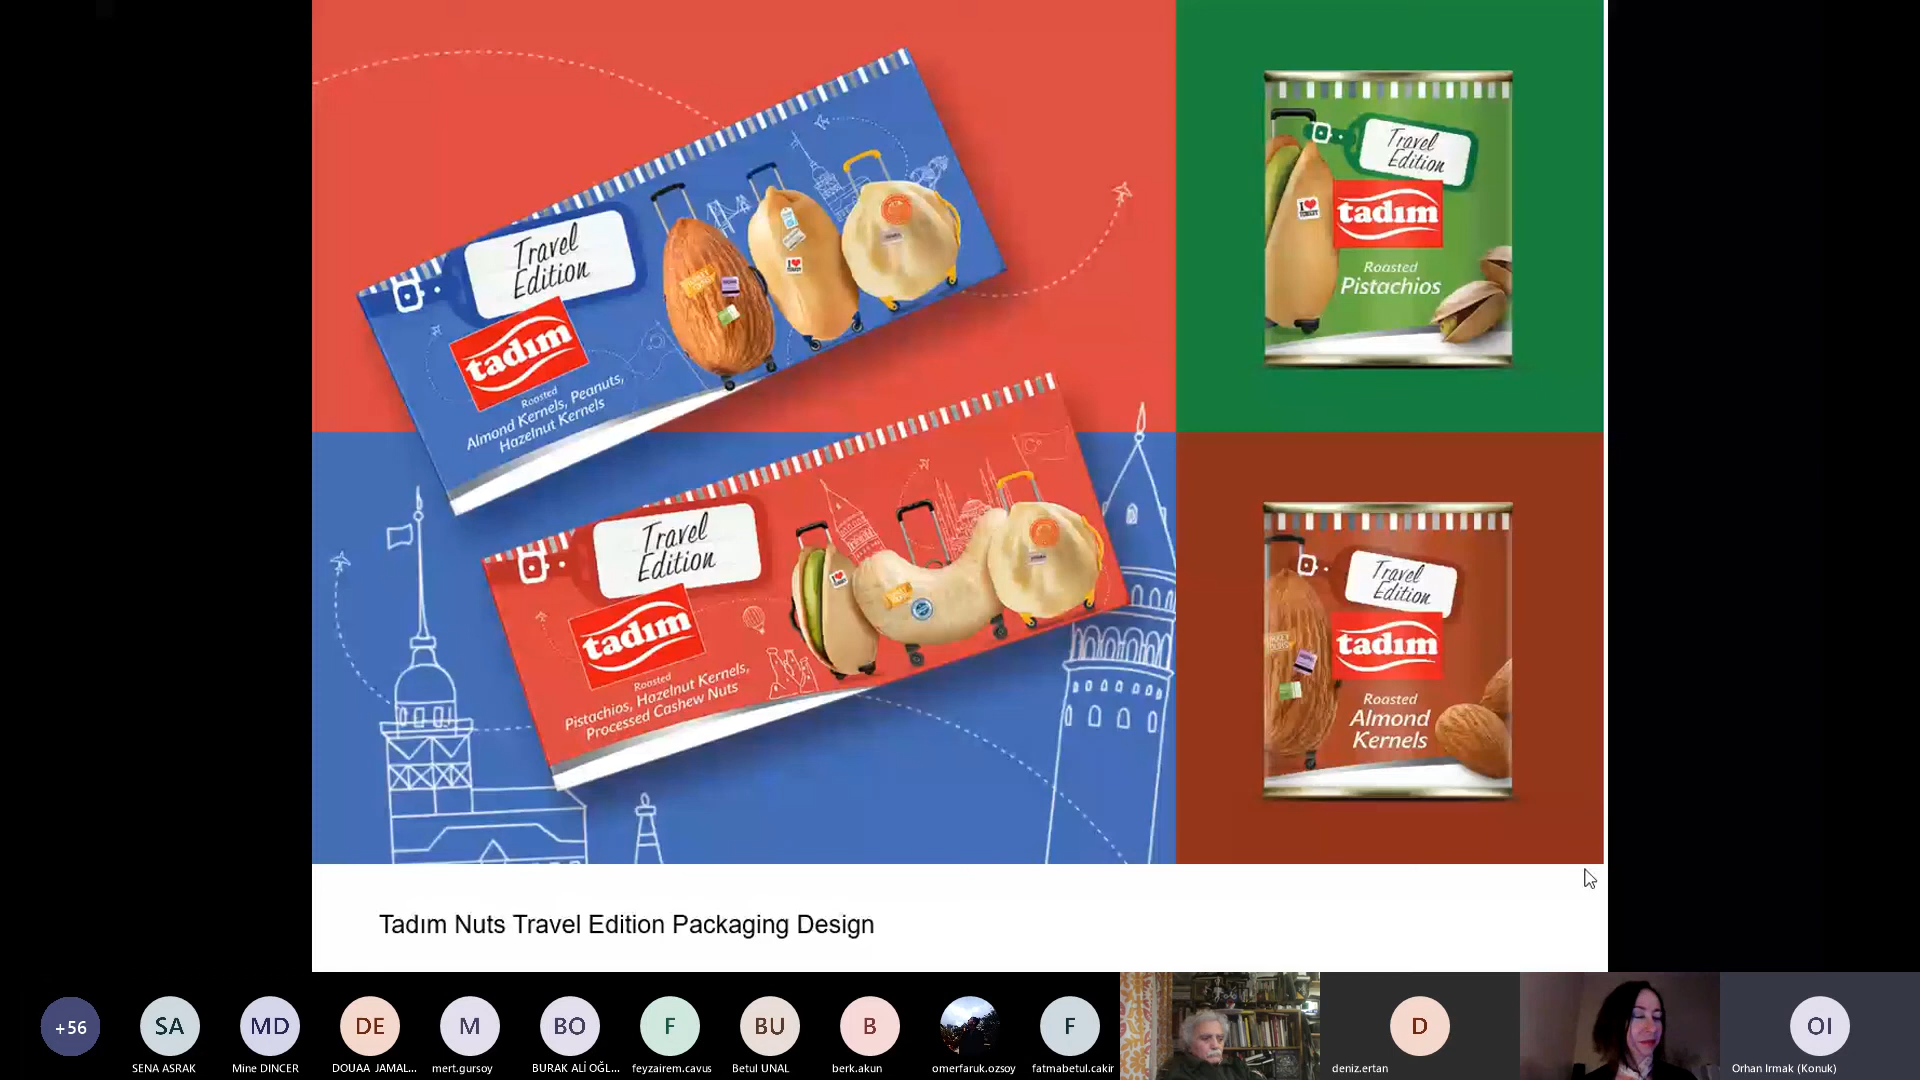 Travel
Edition
tadım
Roasted
Almond Kernels, Peanuts,
Hazelnut Kernels
I ❤
TURKEY
Travel
Edition
tadım
Roasted
Pistachios, Hazelnut Kernels,
Processed Cashew Nuts
Travel
Edition
tadım
Roasted
Pistachios
Travel
Edition
tadım
Roasted
Almond
Kernels
Tadım Nuts Travel Edition Packaging Design
+56
SA
SENA ASRAK
MD
Mine DINCER
DE
DOUAA JAMAL...
M
mert.gursoy
BO
BURAK ALİ OĞL...
F
feyzairem.cavus
BU
Betul UNAL
B
berk.akun
omerfaruk.ozsoy
F
fatmabetul.cakir
D
deniz.ertan
OI
Orhan Irmak (Konuk)